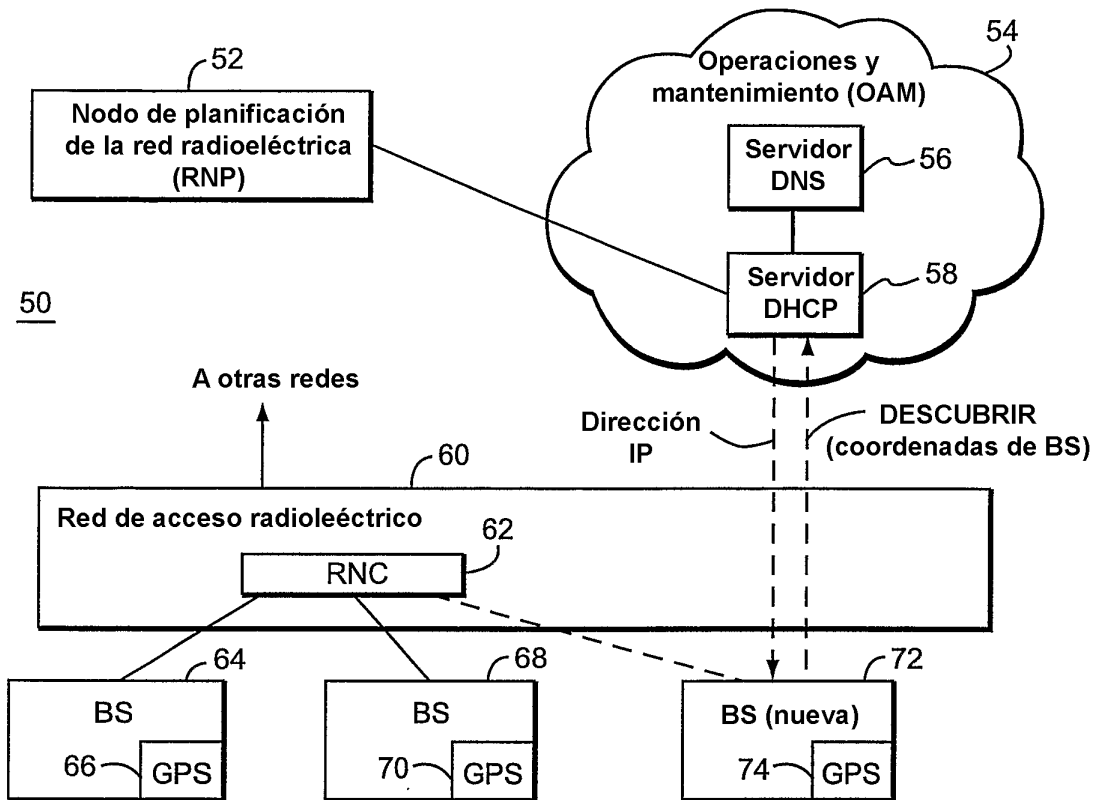 52
Nodo de planificación
de la red radioeléctrica
(RNP)
54
Operaciones y
mantenimiento (OAM)
Servidor
DNS
56
Servidor
DHCP
58
50
A otras redes
Dirección
IP
DESCUBRIR
(coordenadas de BS)
60
Red de acceso radioleéctrico
62
RNC
64
BS
66
GPS
68
BS
70
GPS
72
BS (nueva)
74
GPS